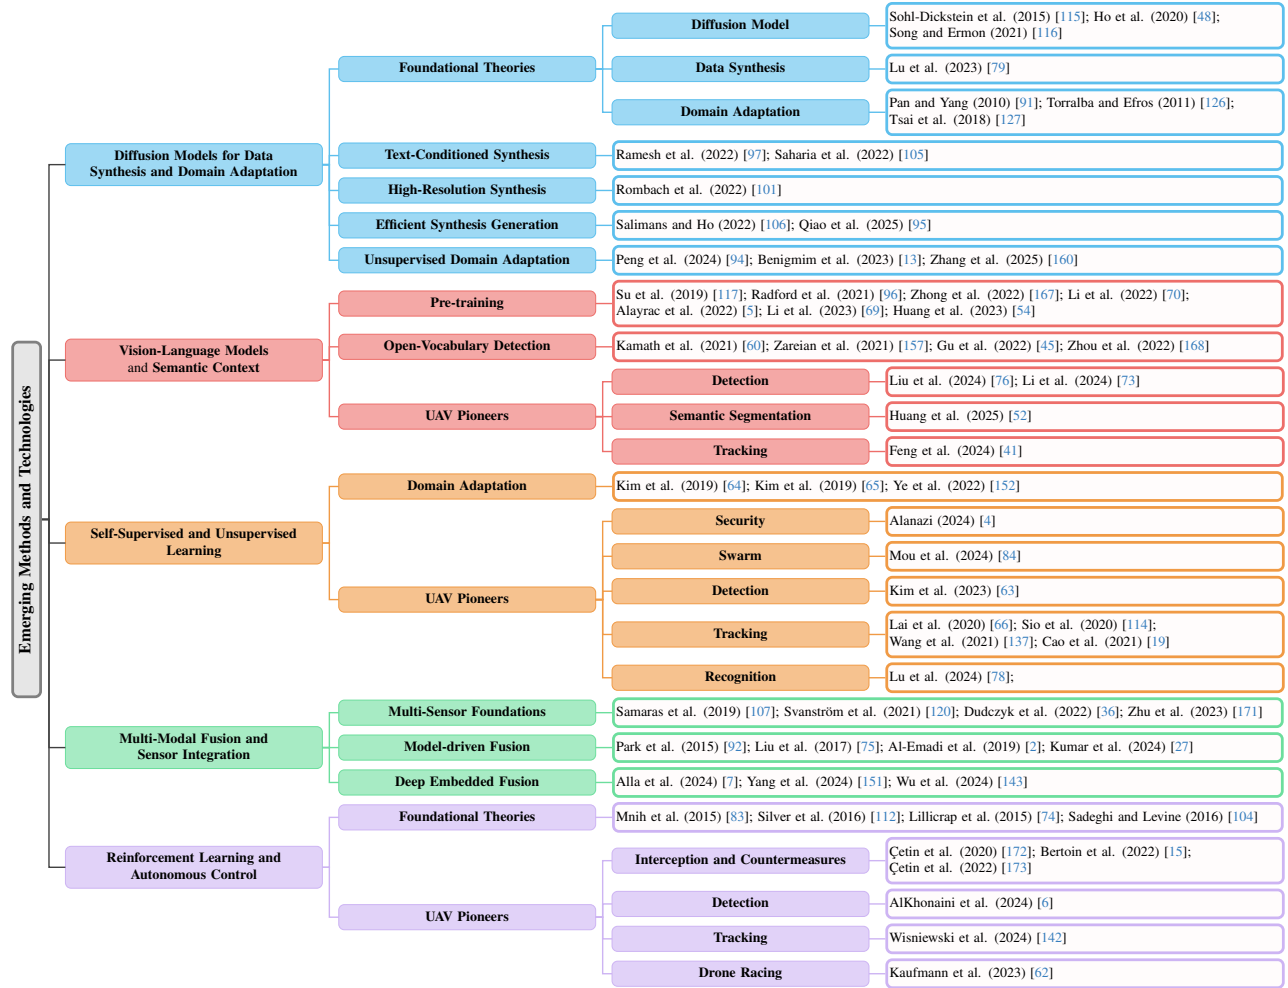 Emerging Methods and Technologies
Diffusion Models for Data
Synthesis and Domain Adaptation
Foundational Theories
Diffusion Model
Sohl-Dickstein et al. (2015) [115]; Ho et al. (2020) [48];
Song and Ermon (2021) [116]
Data Synthesis
Lu et al. (2023) [79]
Domain Adaptation
Pan and Yang (2010) [91]; Torralba and Efros (2011) [126];
Tsai et al. (2018) [127]
Text-Conditioned Synthesis
Ramesh et al. (2022) [97]; Saharia et al. (2022) [105]
High-Resolution Synthesis
Rombach et al. (2022) [101]
Efficient Synthesis Generation
Salimans and Ho (2022) [106]; Qiao et al. (2025) [95]
Unsupervised Domain Adaptation
Peng et al. (2024) [94]; Benigmim et al. (2023) [13]; Zhang et al. (2025) [160]
Vision-Language Models
and Semantic Context
Pre-training
Su et al. (2019) [117]; Radford et al. (2021) [96]; Zhong et al. (2022) [167]; Li et al. (2022) [70];
Alayrac et al. (2022) [5]; Li et al. (2023) [69]; Huang et al. (2023) [54]
Open-Vocabulary Detection
Kamath et al. (2021) [60]; Zareian et al. (2021) [157]; Gu et al. (2022) [45]; Zhou et al. (2022) [168]
UAV Pioneers
Detection
Liu et al. (2024) [76]; Li et al. (2024) [73]
Semantic Segmentation
Huang et al. (2025) [52]
Tracking
Feng et al. (2024) [41]
Self-Supervised and Unsupervised
Learning
Domain Adaptation
Kim et al. (2019) [64]; Kim et al. (2019) [65]; Ye et al. (2022) [152]
UAV Pioneers
Security
Alanazi (2024) [4]
Swarm
Mou et al. (2024) [84]
Detection
Kim et al. (2023) [63]
Tracking
Lai et al. (2020) [66]; Sio et al. (2020) [114];
Wang et al. (2021) [137]; Cao et al. (2021) [19]
Recognition
Lu et al. (2024) [78];
Multi-Modal Fusion and
Sensor Integration
Multi-Sensor Foundations
Samaras et al. (2019) [107]; Svanström et al. (2021) [120]; Dudczyk et al. (2022) [36]; Zhu et al. (2023) [171]
Model-driven Fusion
Park et al. (2015) [92]; Liu et al. (2017) [75]; Al-Emadi et al. (2019) [2]; Kumar et al. (2024) [27]
Deep Embedded Fusion
Alla et al. (2024) [7]; Yang et al. (2024) [151]; Wu et al. (2024) [143]
Reinforcement Learning and
Autonomous Control
Foundational Theories
Mnih et al. (2015) [83]; Silver et al. (2016) [112]; Lillicrap et al. (2015) [74]; Sadeghi and Levine (2016) [104]
UAV Pioneers
Interception and Countermeasures
Çetin et al. (2020) [172]; Bertoin et al. (2022) [15];
Çetin et al. (2022) [173]
Detection
AlKhonaini et al. (2024) [6]
Tracking
Wisniewski et al. (2024) [142]
Drone Racing
Kaufmann et al. (2023) [62]